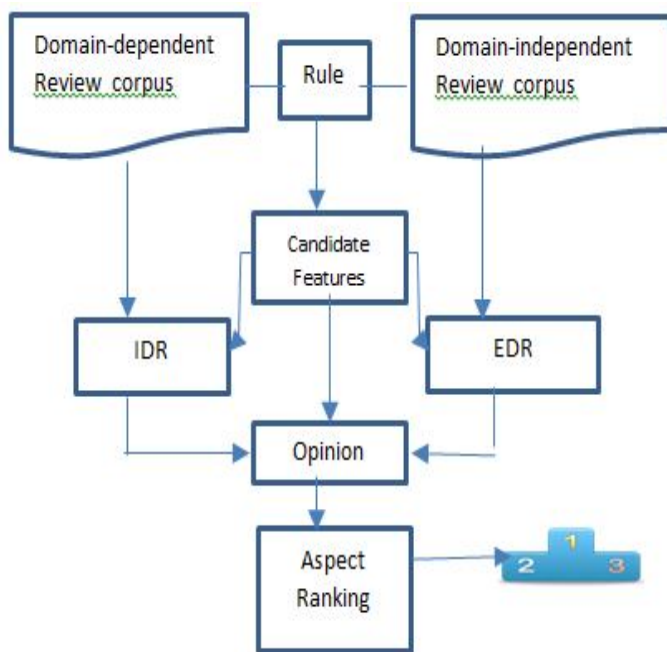 Domain-dependent
Review corpus
Rule
Domain-independent
Review corpus
Candidate
Features
IDR
EDR
Opinion
Aspect
Ranking
1
2
3